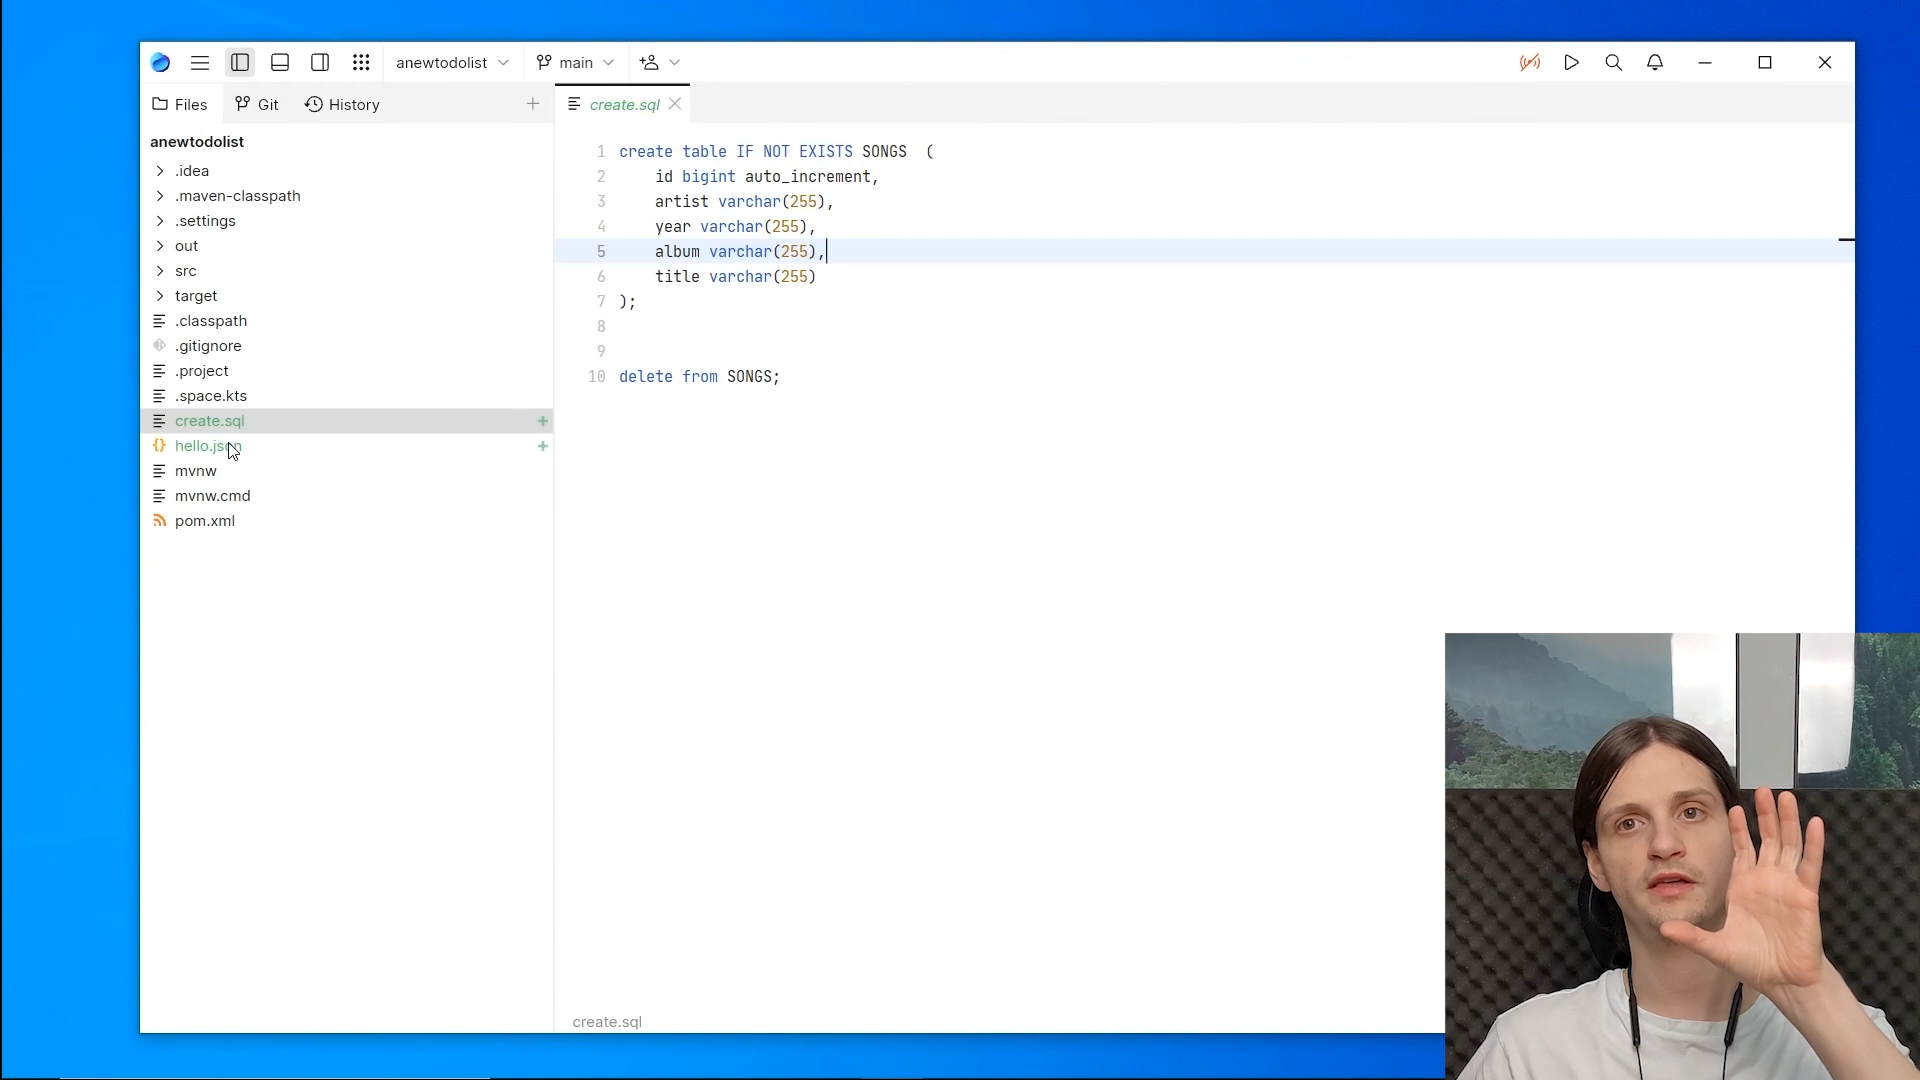 anewtodolist main
Files Git History
create.sql
anewtodolist
.idea
.maven-classpath
.settings
out
src
target
.classpath
.gitignore
.project
.space.kts
create.sql
hello.json
mvnw
mvnw.cmd
pom.xml
1 create table IF NOT EXISTS SONGS (
2 id bigint auto_increment,
3 artist varchar(255),
4 year varchar(255),
5 album varchar(255),
6 title varchar(255)
7 );
8
9
10 delete from SONGS;
create.sql